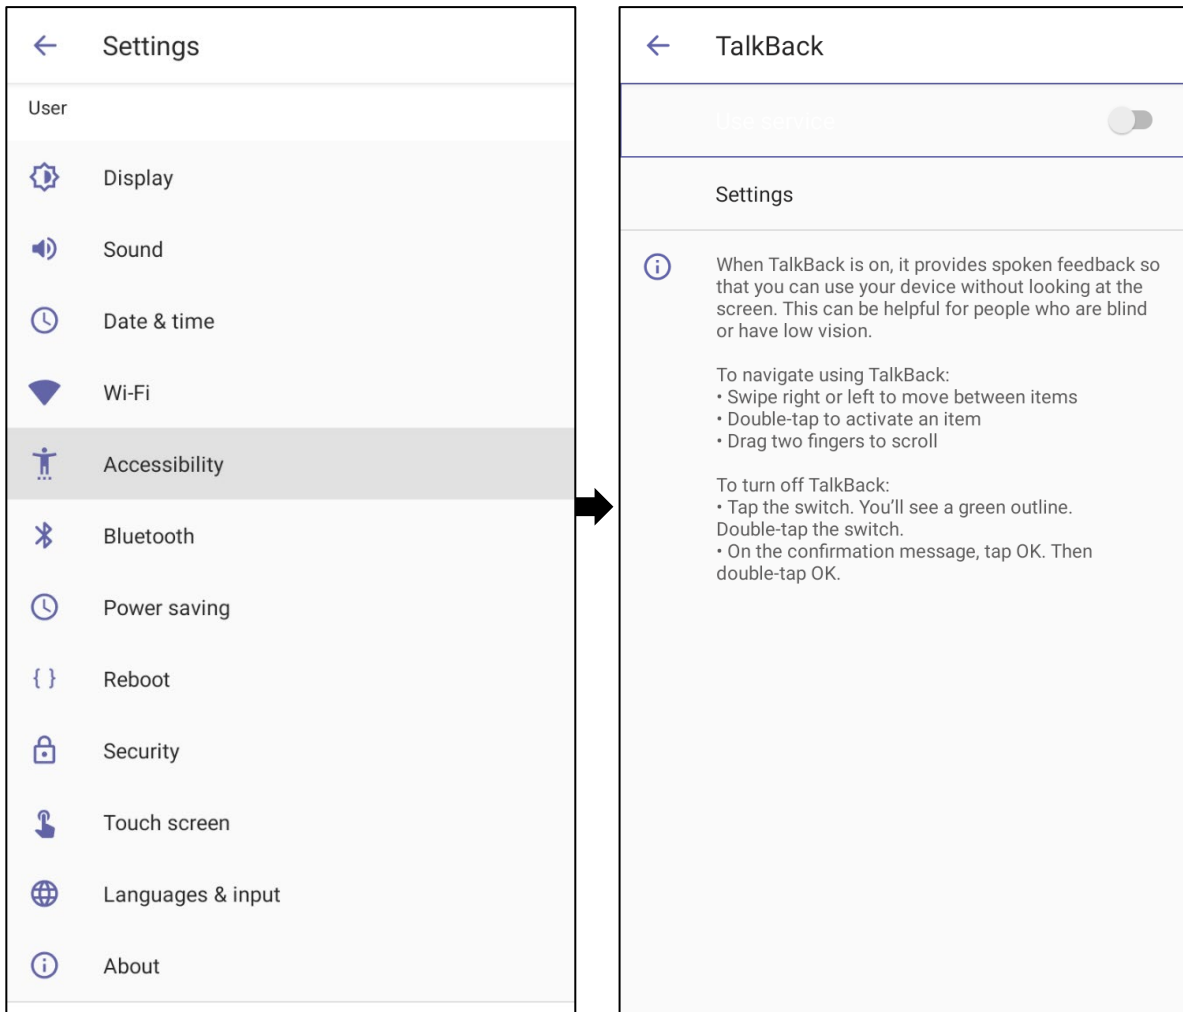 Settings
User
Display
Sound
Date & time
Wi-Fi
Accessibility
Bluetooth
Power saving
{ } Reboot
Security
Touch screen
Languages & input
About
TalkBack
Use service
Settings
When TalkBack is on, it provides spoken feedback so
that you can use your device without looking at the
screen. This can be helpful for people who are blind
or have low vision.
To navigate using TalkBack:
• Swipe right or left to move between items
• Double-tap to activate an item
• Drag two fingers to scroll
To turn off TalkBack:
• Tap the switch. You’ll see a green outline.
Double-tap the switch.
• On the confirmation message, tap OK. Then
double-tap OK.